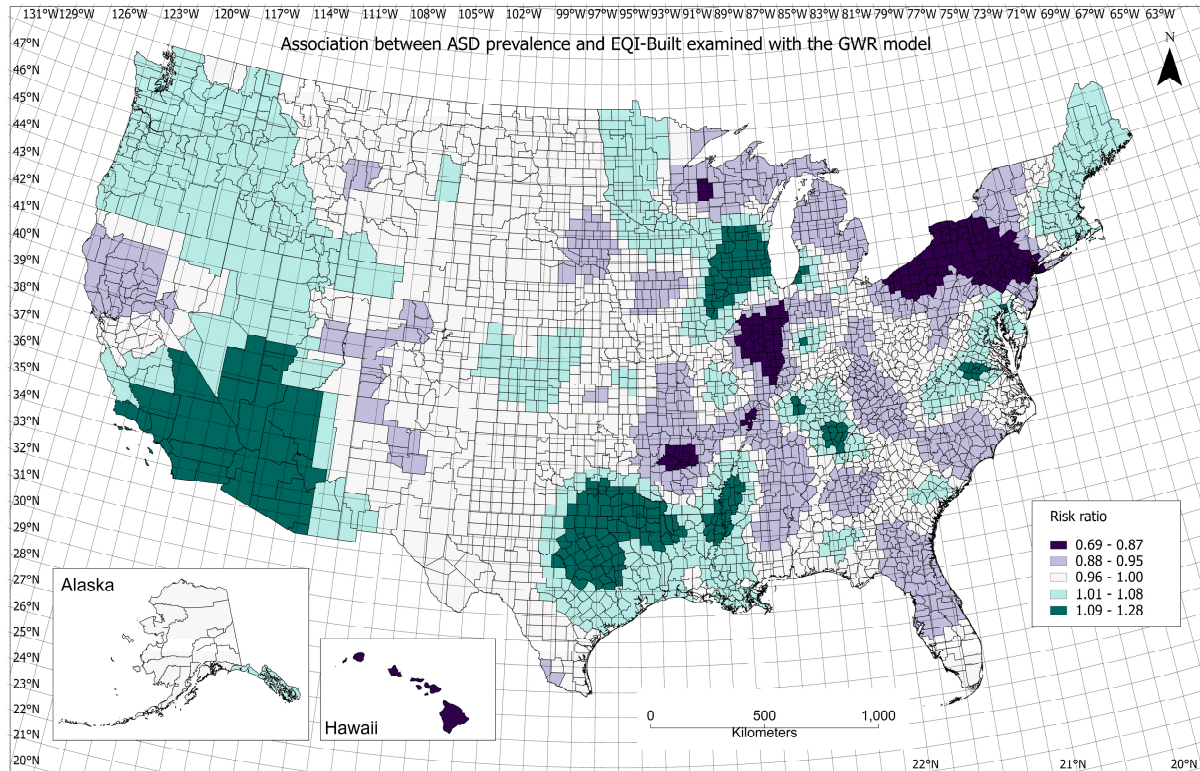 131°W129°W 126°W 123°W 120°W 117°W 114°W 111°W 108°W 105°W 102°W 99°W97°W95°W 93°W 91°W 89°W 87°W 85°W 83°W 81°W 79°W 77°W 75°W 73°W 71°W 69°W 67°W 65°W 63°W
Association between ASD prevalence and EQI-Built examined with the GWR model
N
47°N
46°N
45°N
44°N
43°N
42°N
41°N
40°N
39°N
38°N
37°N
36°N
35°N
34°N
33°N
32°N
31°N
30°N
29°N
28°N
27°N
26°N
25°N
24°N
23°N
22°N
21°N
20°N
Risk ratio
0.69 - 0.87
0.88 - 0.95
0.96 - 1.00
1.01 - 1.08
1.09 - 1.28
Alaska
Hawaii
0 500 1,000
Kilometers
22°N 21°N 20°N